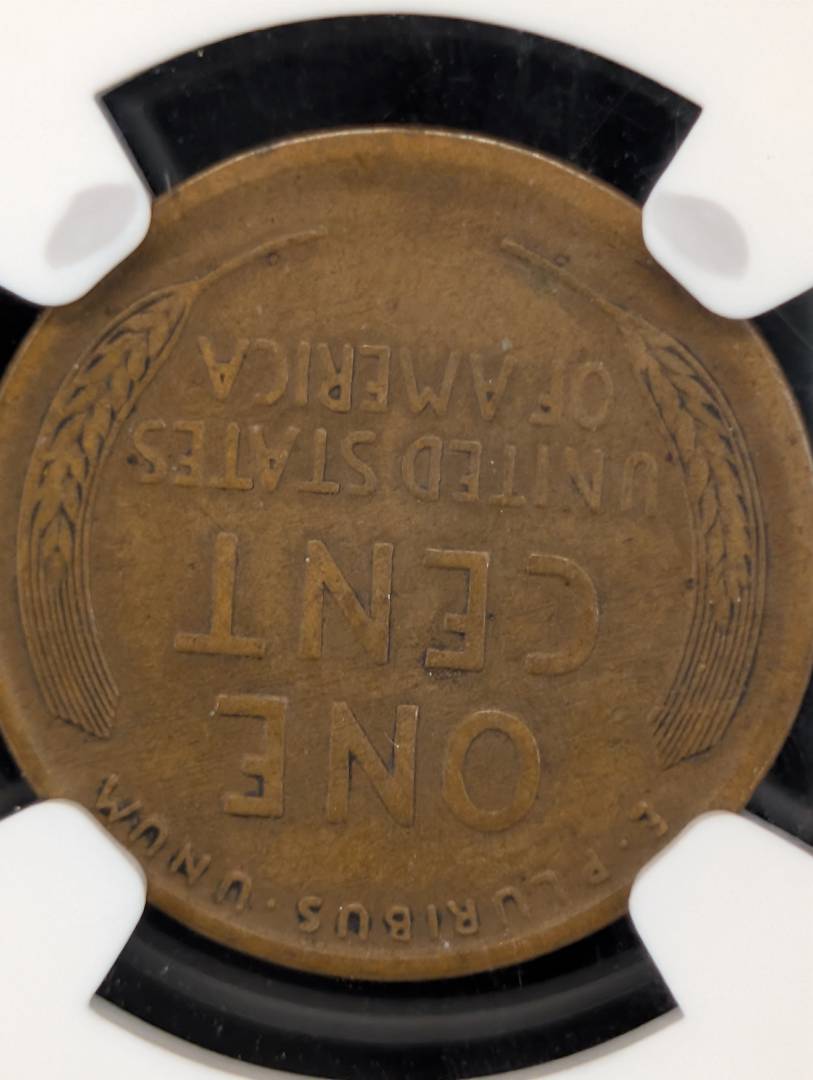 E · PLURIBUS · UNUM
ONE
CENT
UNITED STATES
OF AMERICA